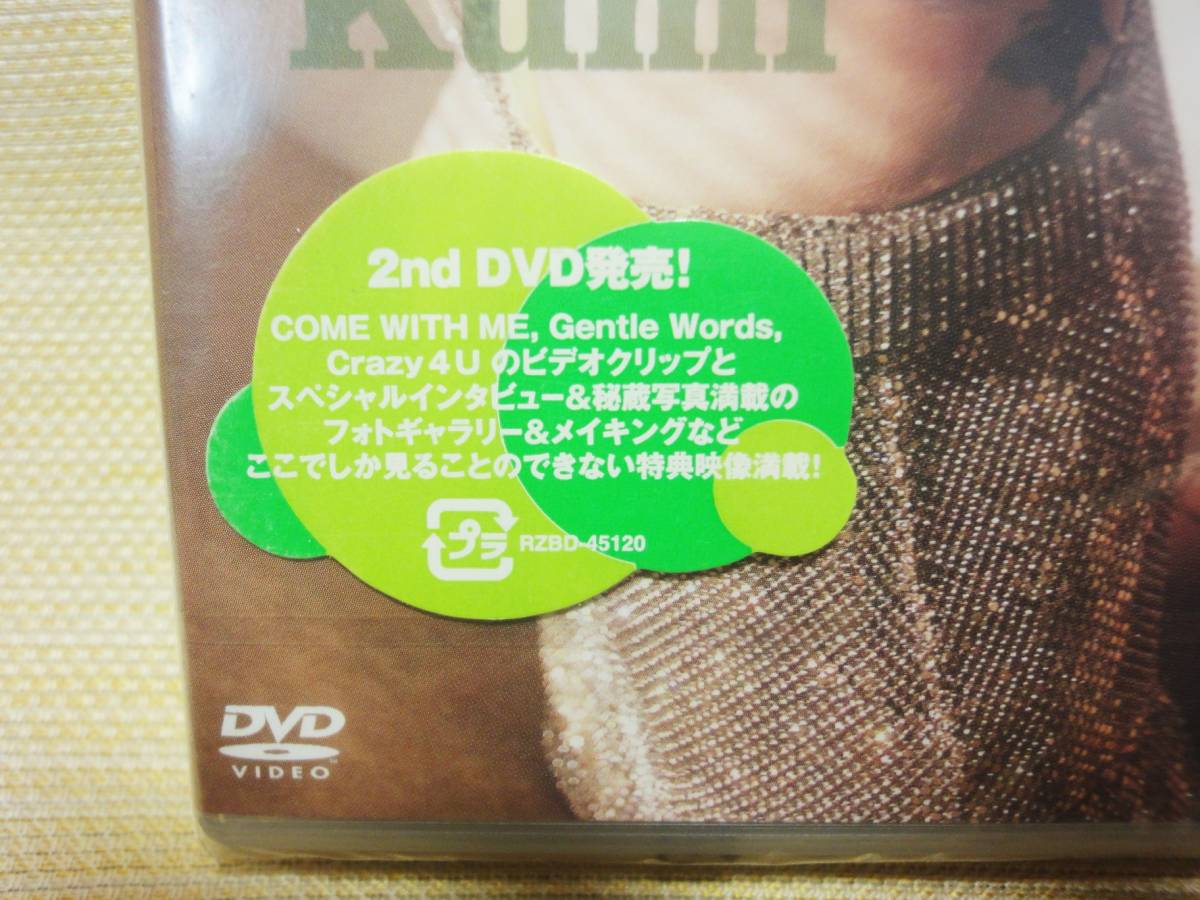 Kumi
2nd DVD発売!
COME WITH ME, Gentle Words,
Crazy 4 U のビデオクリップと
スペシャルインタビュー&秘蔵写真満載の
フォトギャラリー&メイキングなど
ここでしか見ることのできない特典映像満載!
プラ RZBD-45120
DVD
VIDEO